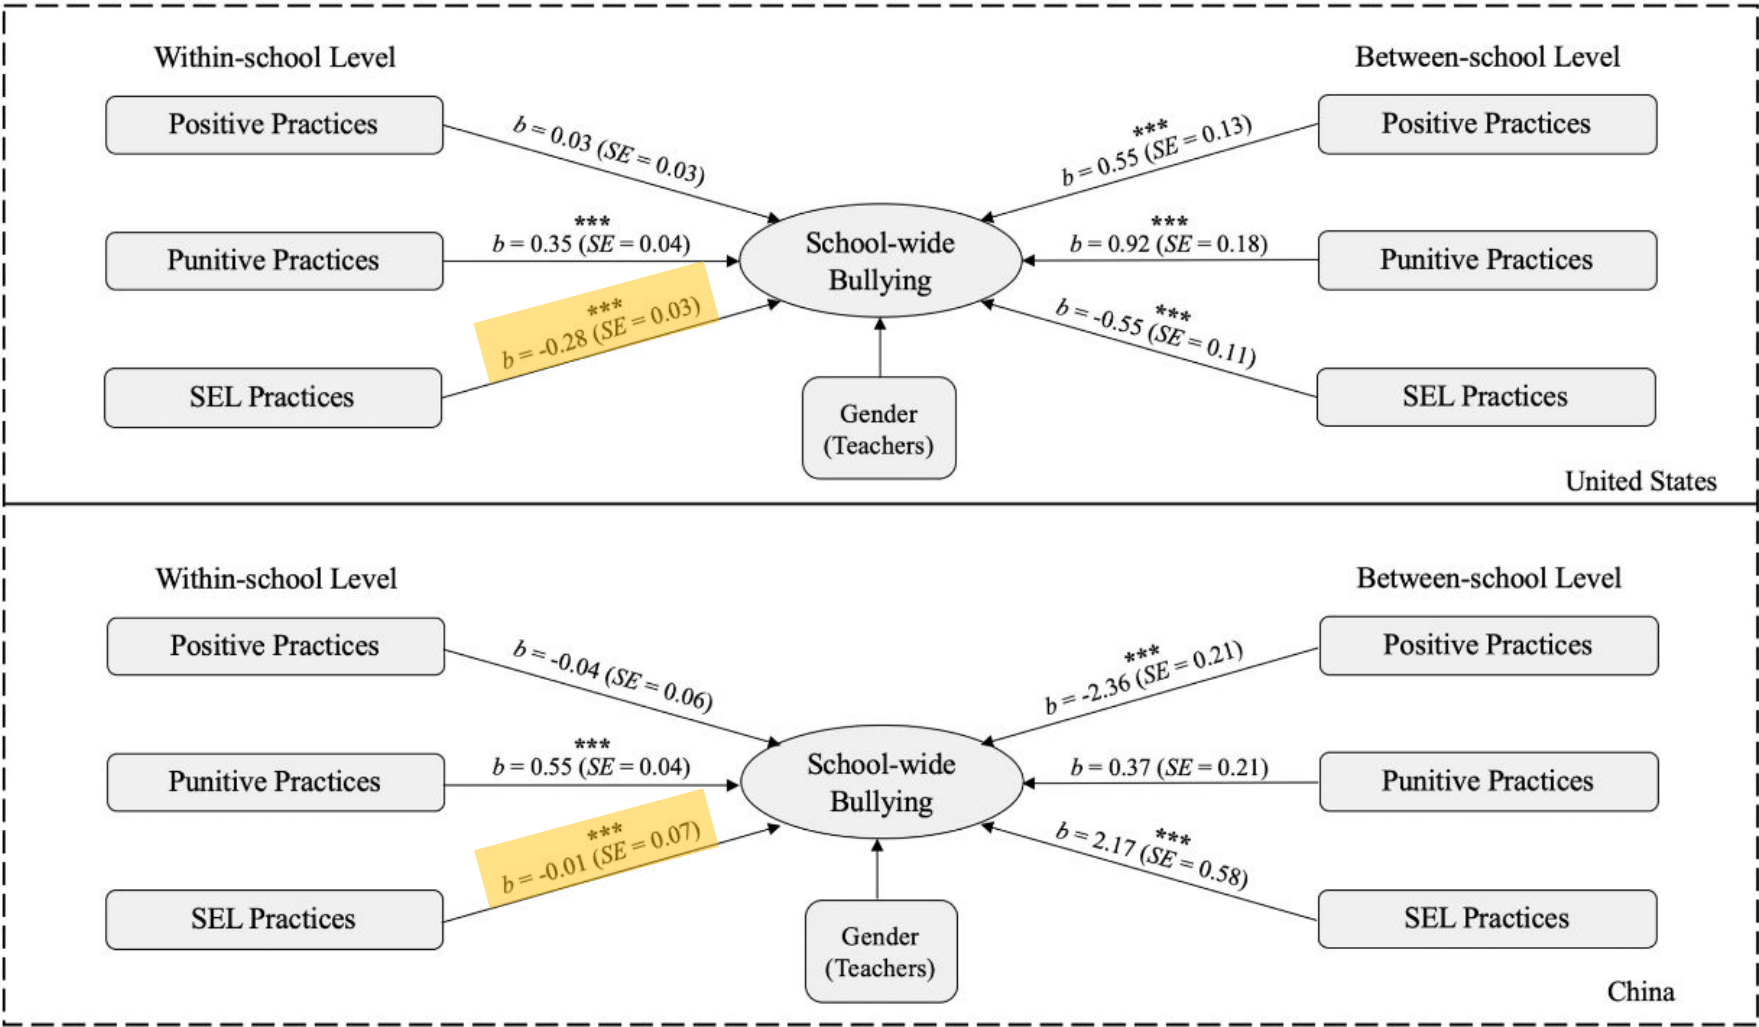 Within-school Level
Between-school Level
Positive Practices
b = 0.03 (SE = 0.03)
***
b = 0.55 (SE = 0.13)
Positive Practices
Punitive Practices
***
b = 0.35 (SE = 0.04)
School-wide
Bullying
***
b = 0.92 (SE = 0.18)
Punitive Practices
SEL Practices
***
b = -0.28 (SE = 0.03)
***
b = -0.55 (SE = 0.11)
SEL Practices
Gender
(Teachers)
United States
Within-school Level
Between-school Level
Positive Practices
b = -0.04 (SE = 0.06)
***
b = -2.36 (SE = 0.21)
Positive Practices
Punitive Practices
***
b = 0.55 (SE = 0.04)
School-wide
Bullying
b = 0.37 (SE = 0.21)
Punitive Practices
SEL Practices
***
b = -0.01 (SE = 0.07)
***
b = 2.17 (SE = 0.58)
SEL Practices
Gender
(Teachers)
China